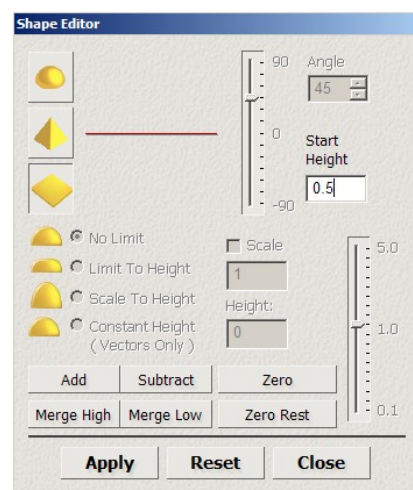 Shape Editor
90 Angle
45
0 Start
Height
0.5
-90
No Limit Scale 5.0
Limit To Height 1
Scale To Height Height:
Constant Height 0 1.0
( Vectors Only )
Add Subtract Zero
Merge High Merge Low Zero Rest 0.1
Apply Reset Close